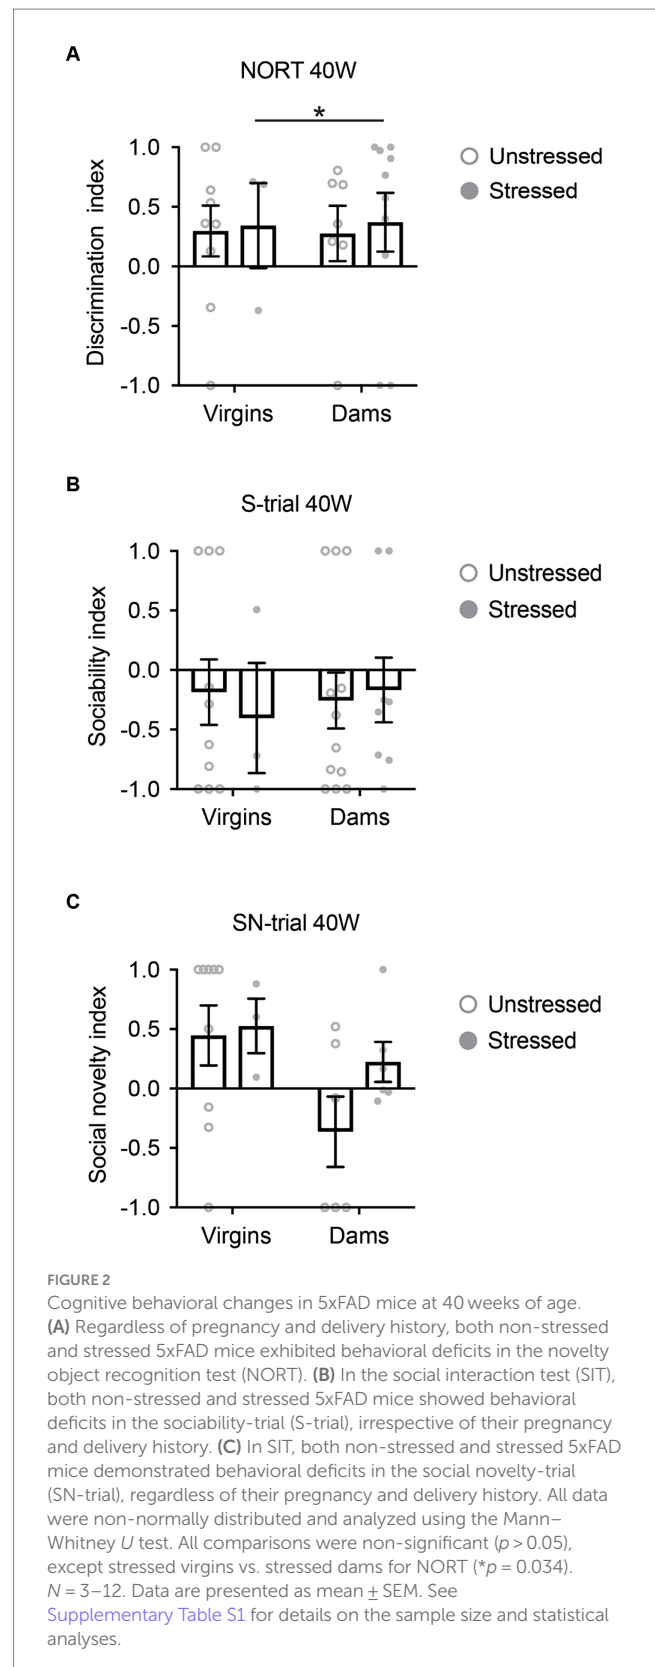 A
NORT 40W
*
Discrimination index
1.0
0.5
0.0
-0.5
-1.0
Virgins
Dams
Unstressed
Stressed
B
S-trial 40W
Sociability index
1.0
0.5
0.0
-0.5
-1.0
Virgins
Dams
Unstressed
Stressed
C
SN-trial 40W
Social novelty index
1.0
0.5
0.0
-0.5
-1.0
Virgins
Dams
Unstressed
Stressed
FIGURE 2
Cognitive behavioral changes in 5xFAD mice at 40 weeks of age.
(A) Regardless of pregnancy and delivery history, both non-stressed
and stressed 5xFAD mice exhibited behavioral deficits in the novelty
object recognition test (NORT). (B) In the social interaction test (SIT),
both non-stressed and stressed 5xFAD mice showed behavioral
deficits in the sociability-trial (S-trial), irrespective of their pregnancy
and delivery history. (C) In SIT, both non-stressed and stressed 5xFAD
mice demonstrated behavioral deficits in the social novelty-trial
(SN-trial), regardless of their pregnancy and delivery history. All data
were non-normally distributed and analyzed using the Mann–
Whitney U test. All comparisons were non-significant (p > 0.05),
except stressed virgins vs. stressed dams for NORT (*p = 0.034).
N = 3–12. Data are presented as mean ± SEM. See
Supplementary Table S1 for details on the sample size and statistical
analyses.